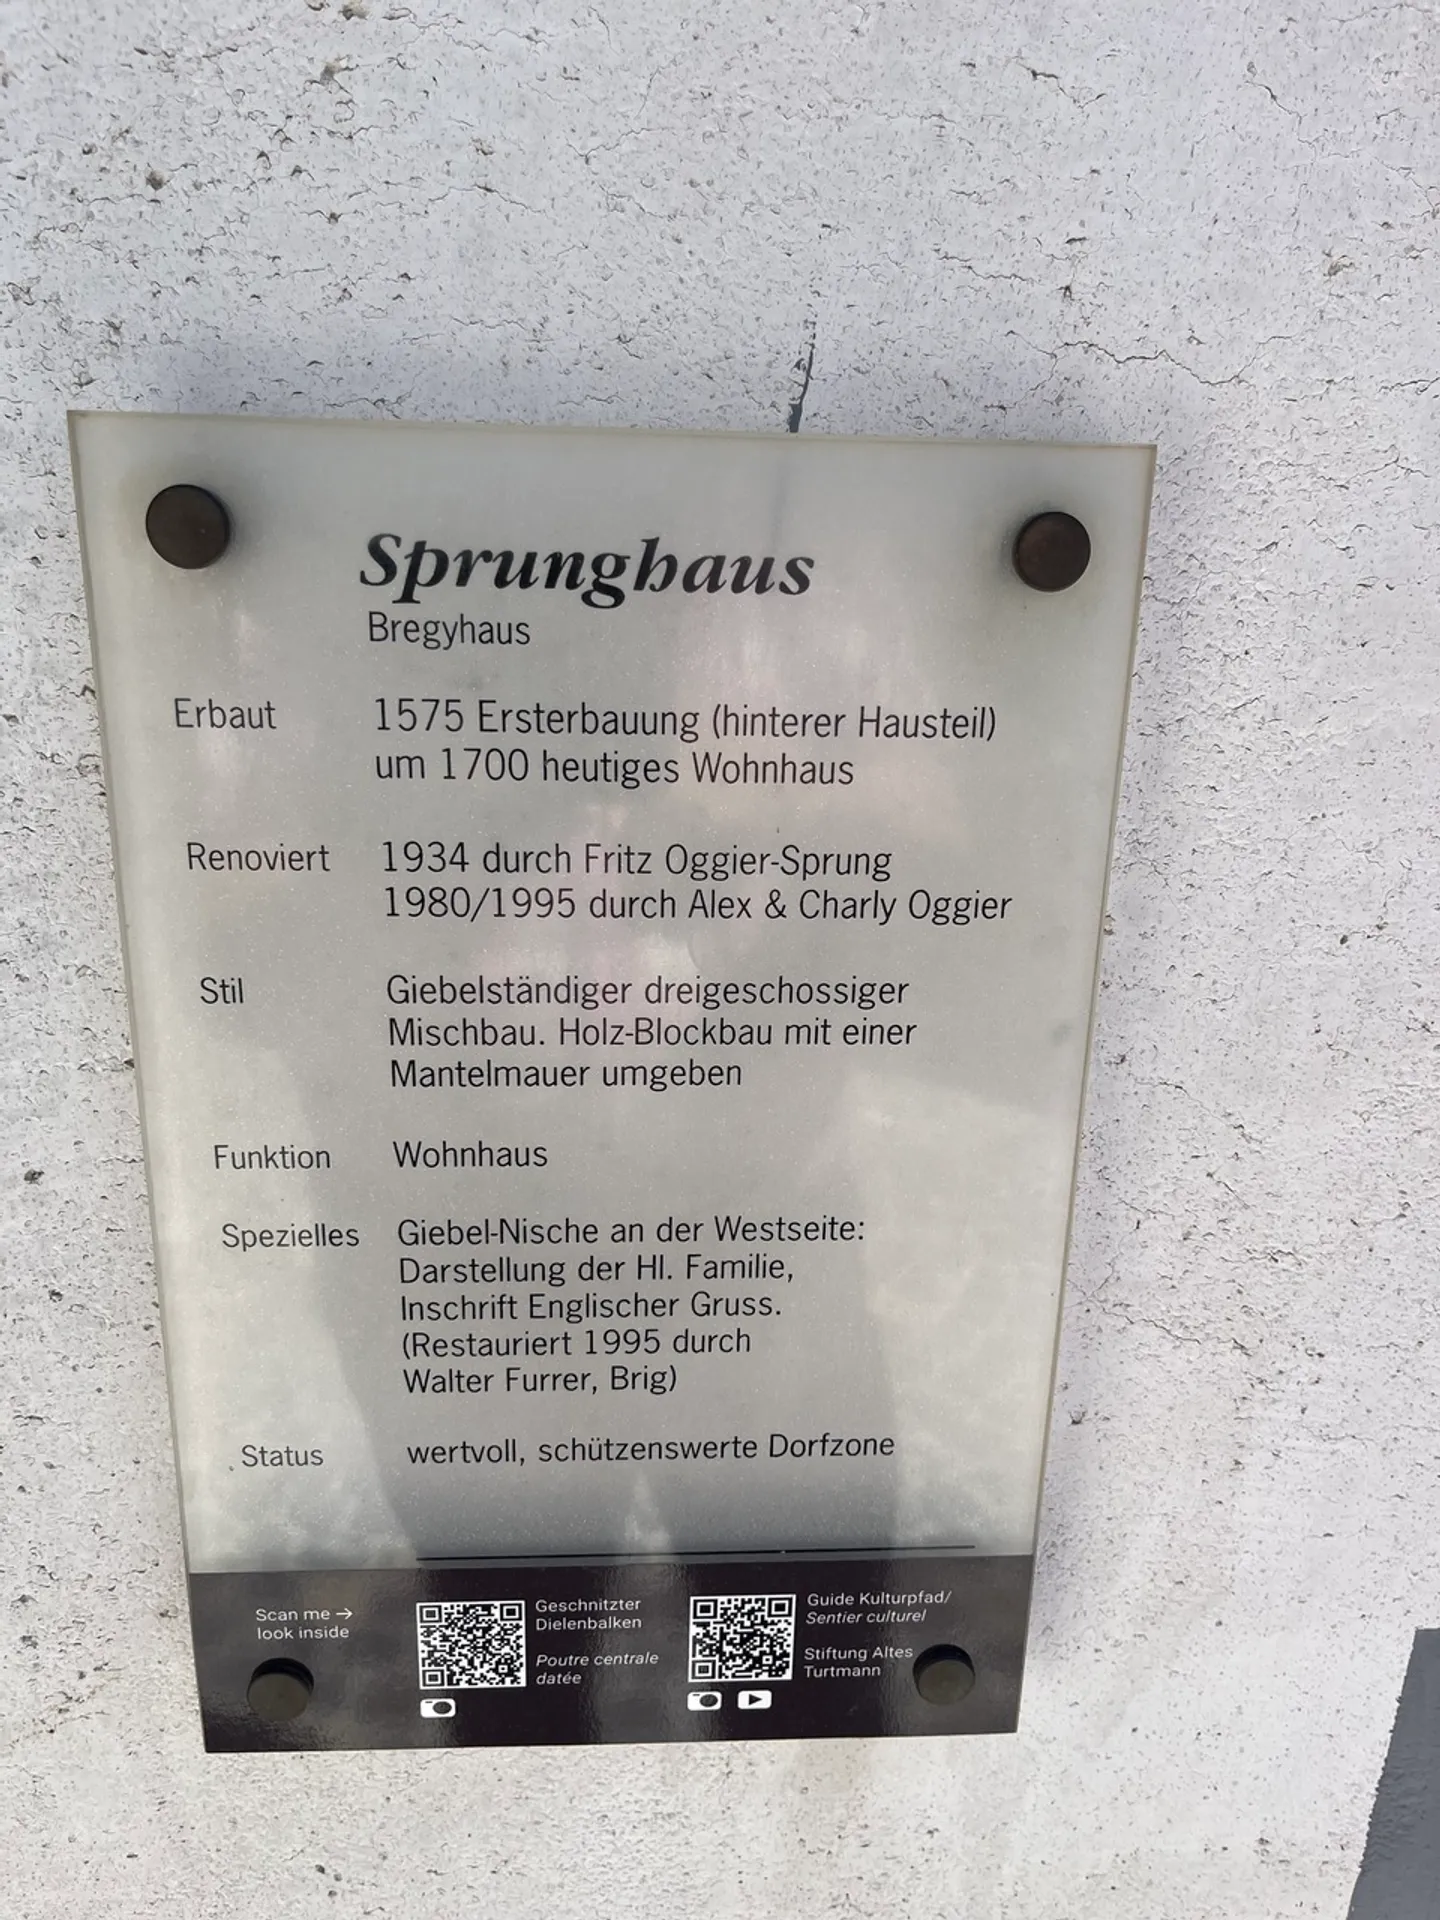 Sprunghaus
Bregyhaus
Erbaut 1575 Ersterbauung (hinterer Hausteil)
um 1700 heutiges Wohnhaus
Renoviert 1934 durch Fritz Oggier-Sprung
1980/1995 durch Alex & Charly Oggier
Stil Giebelständiger dreigeschossiger
Mischbau. Holz-Blockbau mit einer
Mantelmauer umgeben
Funktion Wohnhaus
Spezielles Giebel-Nische an der Westseite:
Darstellung der Hl. Familie,
Inschrift Englischer Gruss.
(Restauriert 1995 durch
Walter Furrer, Brig)
Status wertvoll, schützenswerte Dorfzone
Scan me →
look inside
Geschnitzter
Dielenbalken
Poutre centrale
datée
Guide Kulturpfad/
Sentier culturel
Stiftung Altes
Turtmann